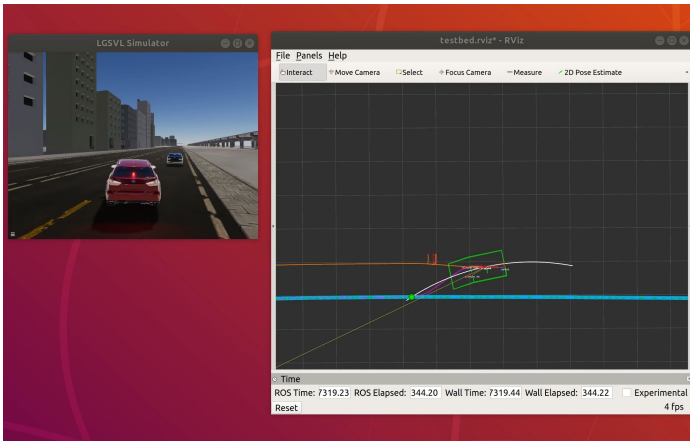 LGSVL Simulator
testbed.rviz* - RViz
File Panels Help
Interact Move Camera Select Focus Camera Measure 2D Pose Estimate
Time
ROS Time: 7319.23 ROS Elapsed: 344.20 Wall Time: 7319.44 Wall Elapsed: 344.22 Experimental
Reset 4 fps